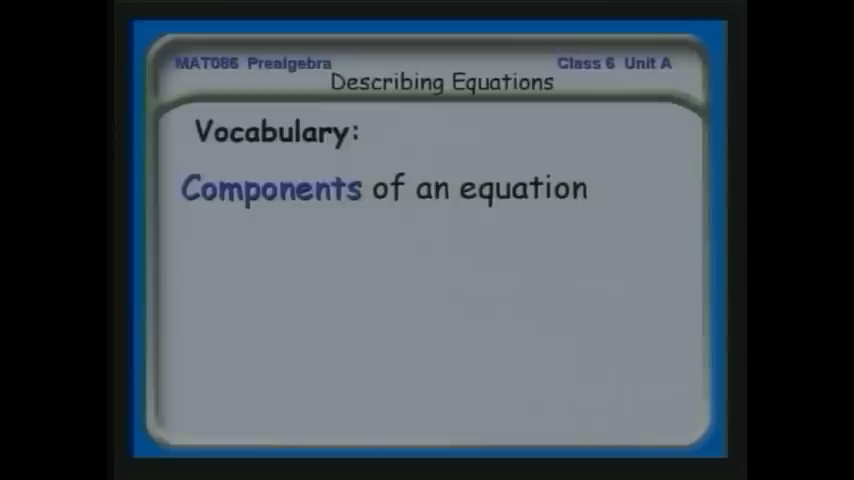 MAT086 Prealgebra Class 6 Unit A
Describing Equations
Vocabulary:
Components of an equation